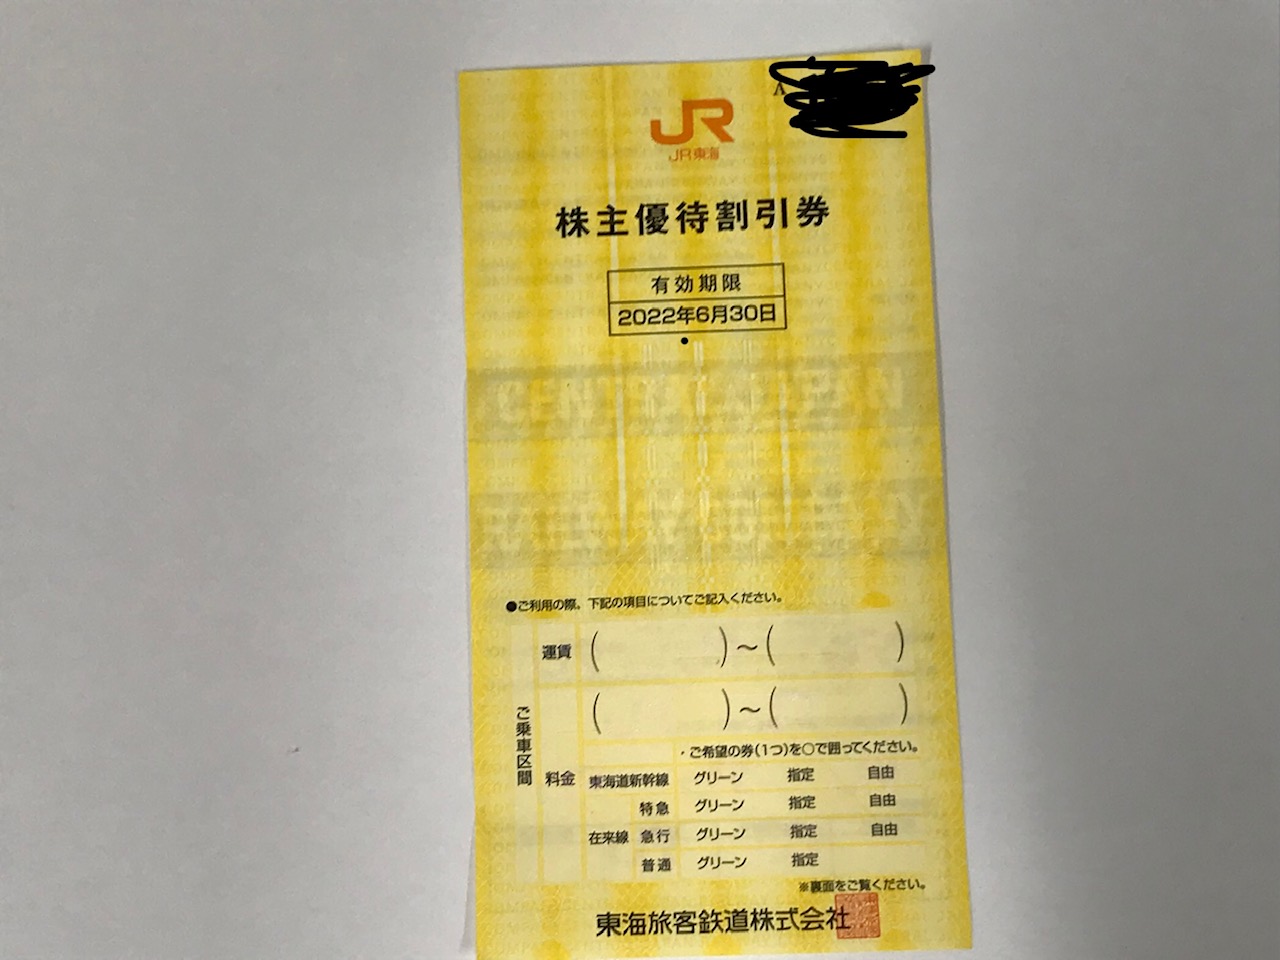 JR
JR東海
株主優待割引券
有効期限
2022年6月30日
●ご利用の際、下記の項目についてご記入ください。
ご乗車区間
運賃 ( )～( )
料金 ( )～( )
・ご希望の券(1つ)を○で囲ってください。
東海道新幹線 グリーン 指定 自由
在来線 特急 グリーン 指定 自由
急行 グリーン 指定 自由
普通 グリーン 指定
※裏面をご覧ください。
東海旅客鉄道株式会社